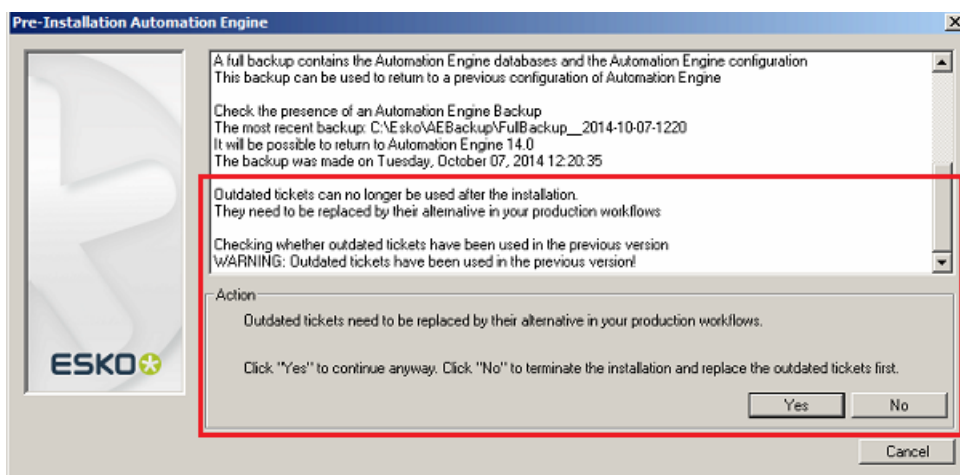 Pre-Installation Automation Engine
A full backup contains the Automation Engine databases and the Automation Engine configuration
This backup can be used to return to a previous configuration of Automation Engine
Check the presence of an Automation Engine Backup
The most recent backup: C:\Esko\AEBackup\FullBackup__2014-10-07-1220
It will be possible to return to Automation Engine 14.0
The backup was made on Tuesday, October 07, 2014 12:20:35
Outdated tickets can no longer be used after the installation.
They need to be replaced by their alternative in your production workflows
Checking whether outdated tickets have been used in the previous version
WARNING: Outdated tickets have been used in the previous version!
Action
Outdated tickets need to be replaced by their alternative in your production workflows.
Click "Yes" to continue anyway. Click "No" to terminate the installation and replace the outdated tickets first.
ESKO
Yes
No
Cancel